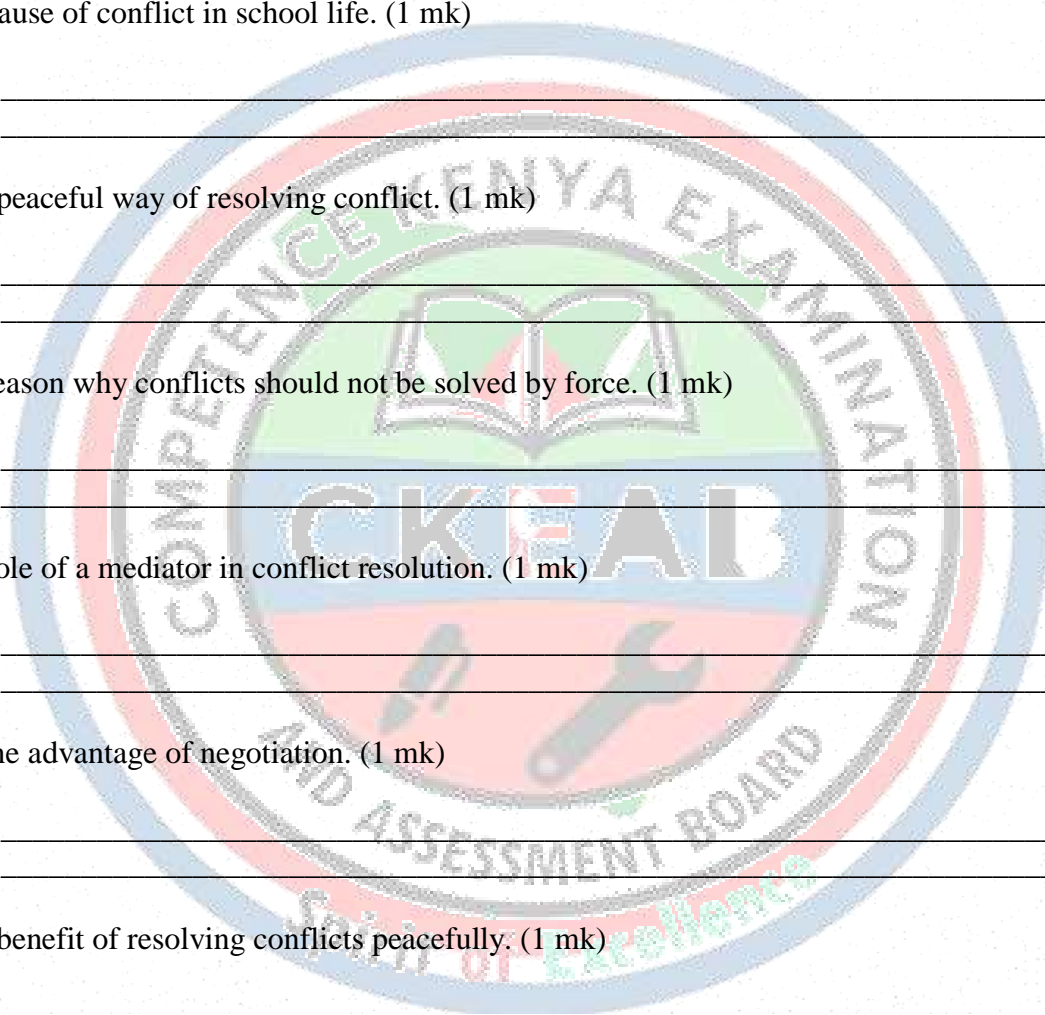 ause of conflict in school life. (1 mk)
peaceful way of resolving conflict. (1 mk)
eason why conflicts should not be solved by force. (1 mk)
ole of a mediator in conflict resolution. (1 mk)
ne advantage of negotiation. (1 mk)
benefit of resolving conflicts peacefully. (1 mk)
COMPETENCE KENYA EXAMINATION
AND ASSESSMENT BOARD
CKEAB
Spirit of Excellence